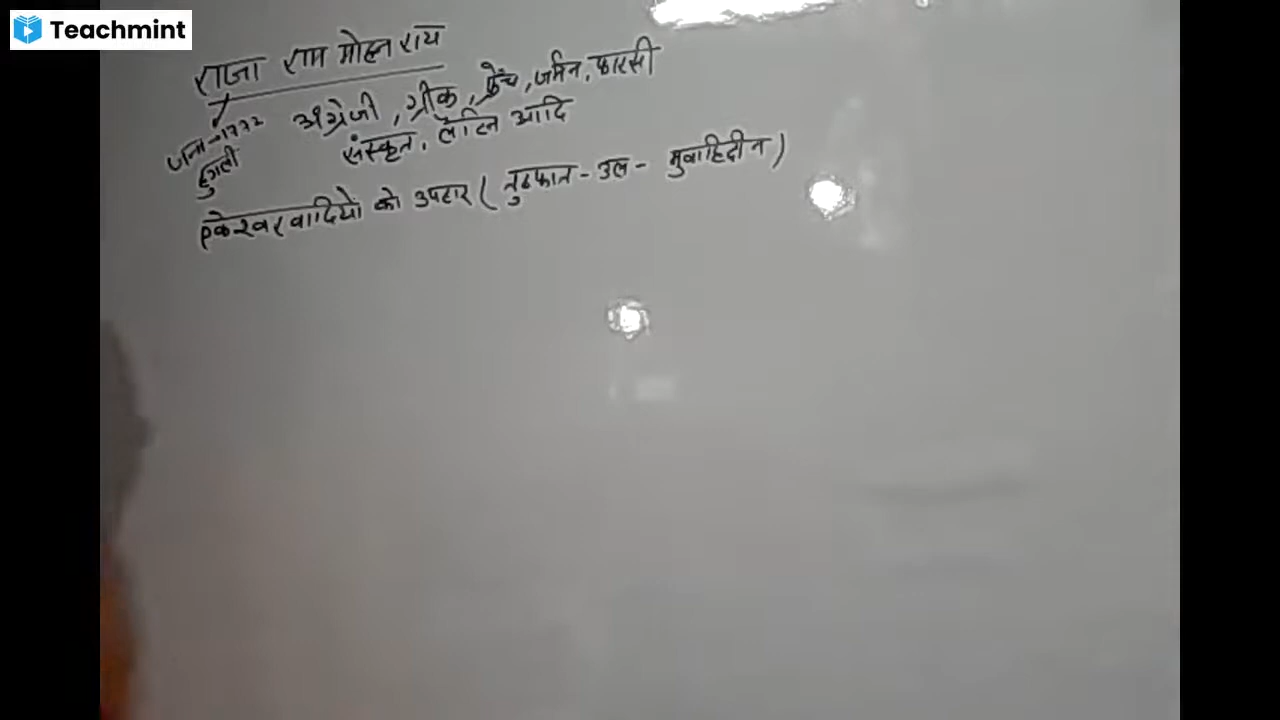 Teachmint
राजा राम मोहन राय
जन्म - 1772
हुगली
अंग्रेजी, ग्रीक, फ्रेंच, जर्मन, फारसी
संस्कृत, लैटिन आदि
एकेश्वरवादियो को उपहार ( तुहफात - उल - मुवाहिदीन )